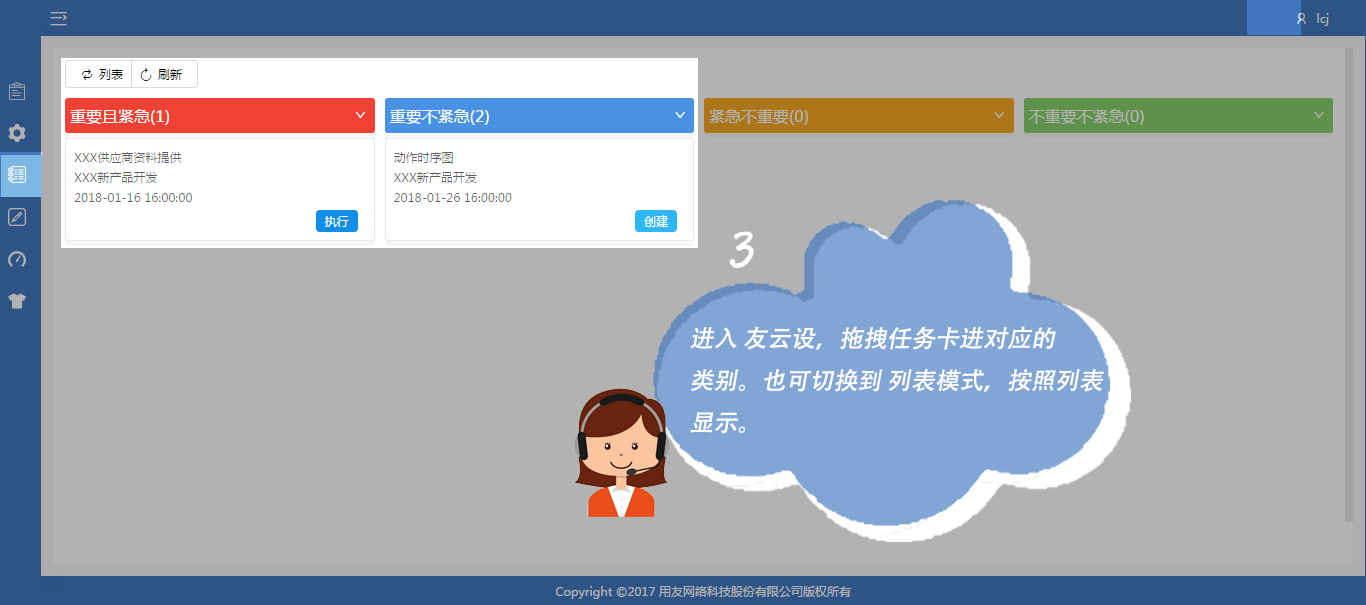 lcj
列表 刷新
重要且紧急(1) 重要不紧急(2) 紧急不重要(0) 不重要不紧急(0)
XXX供应商资料提供
XXX新产品开发
2018-01-16 16:00:00
执行
动作时序图
XXX新产品开发
2018-01-26 16:00:00
创建
3
进入 友云设，拖拽任务卡进对应的
类别。也可切换到 列表模式，按照列表
显示。
Copyright ©2017 用友网络科技股份有限公司版权所有